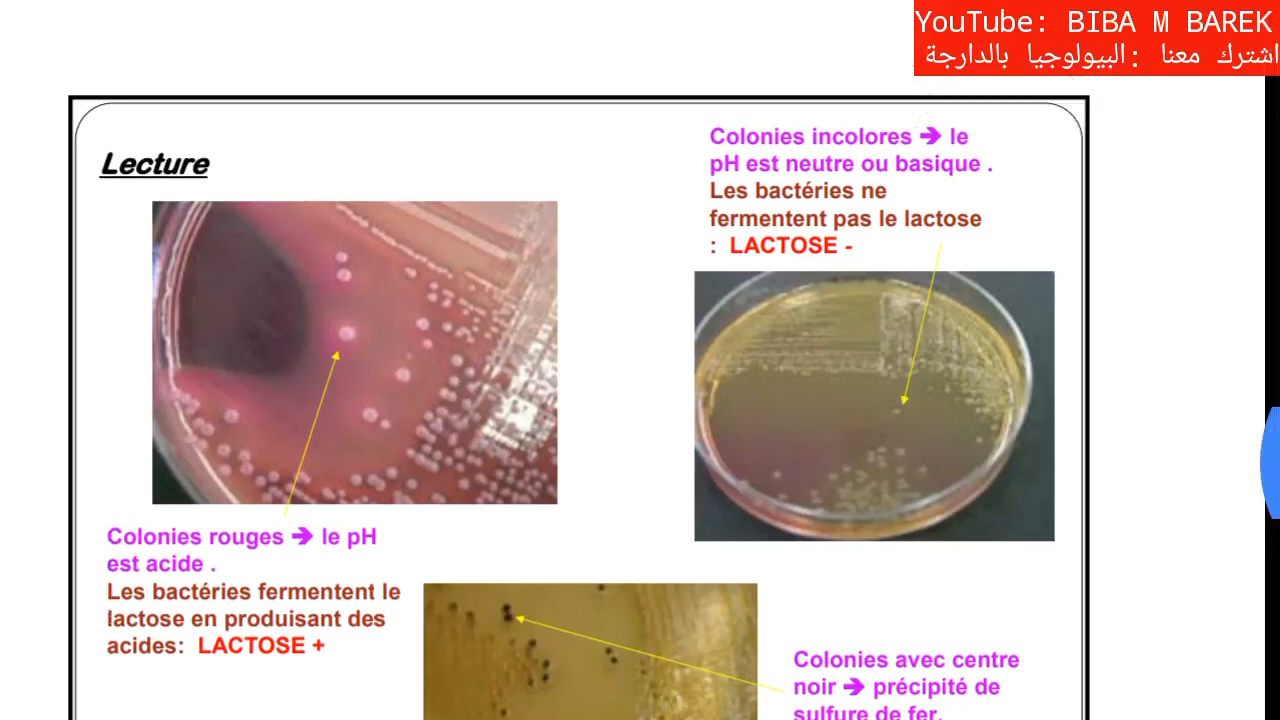 YouTube: BIBA M BAREK
اشترك معنا :البيولوجيا بالدارجة
Lecture
Colonies incolores ➔ le
pH est neutre ou basique .
Les bactéries ne
fermentent pas le lactose
: LACTOSE -
Colonies rouges ➔ le pH
est acide .
Les bactéries fermentent le
lactose en produisant des
acides: LACTOSE +
Colonies avec centre
noir ➔ précipité de
sulfure de fer.